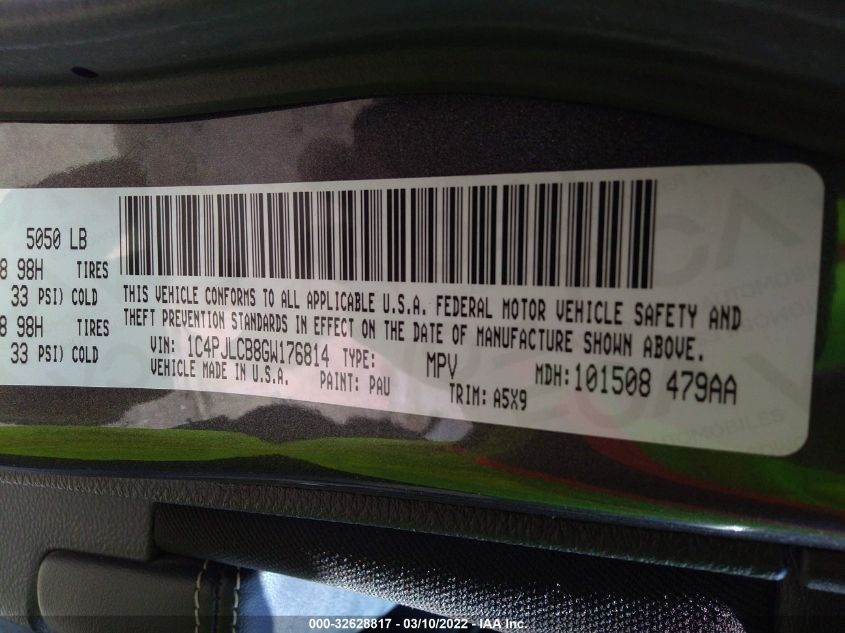 5050 LB
8 98H TIRES
33 PSI) COLD
8 98H TIRES
33 PSI) COLD
THIS VEHICLE CONFORMS TO ALL APPLICABLE U.S.A. FEDERAL MOTOR VEHICLE SAFETY AND
THEFT PREVENTION STANDARDS IN EFFECT ON THE DATE OF MANUFACTURE SHOWN ABOVE.
VIN: 1C4PJLCB8GW176814 TYPE: MPV MDH:101508 479AA
VEHICLE MADE IN U.S.A. PAINT: PAU TRIM: A5X9
000-32628817 - 03/10/2022 - IAA Inc.